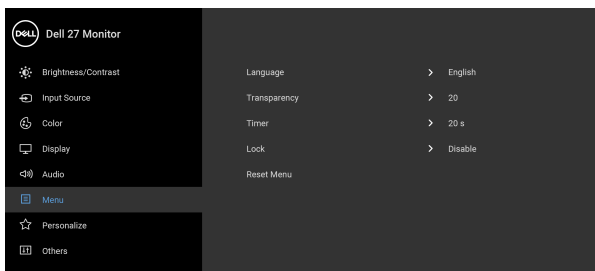 DELL Dell 27 Monitor
Brightness/Contrast
Input Source
Color
Display
Audio
Menu
Personalize
Others
Language > English
Transparency > 20
Timer > 20 s
Lock > Disable
Reset Menu